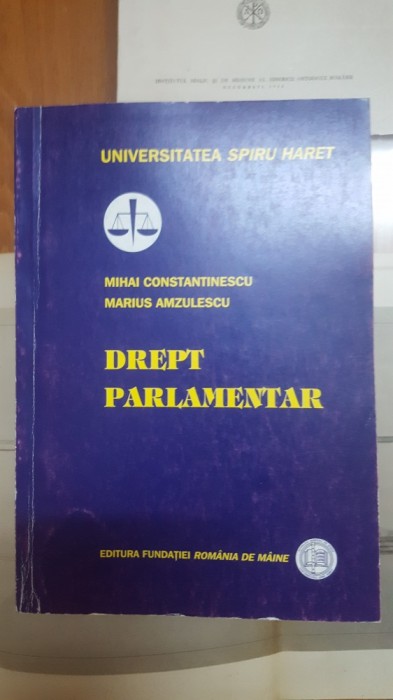 UNIVERSITATEA SPIRU HARET
MIHAI CONSTANTINESCU
MARIUS AMZULESCU
DREPT
PARLAMENTAR
EDITURA FUNDAȚIEI ROMÂNIA DE MÂINE